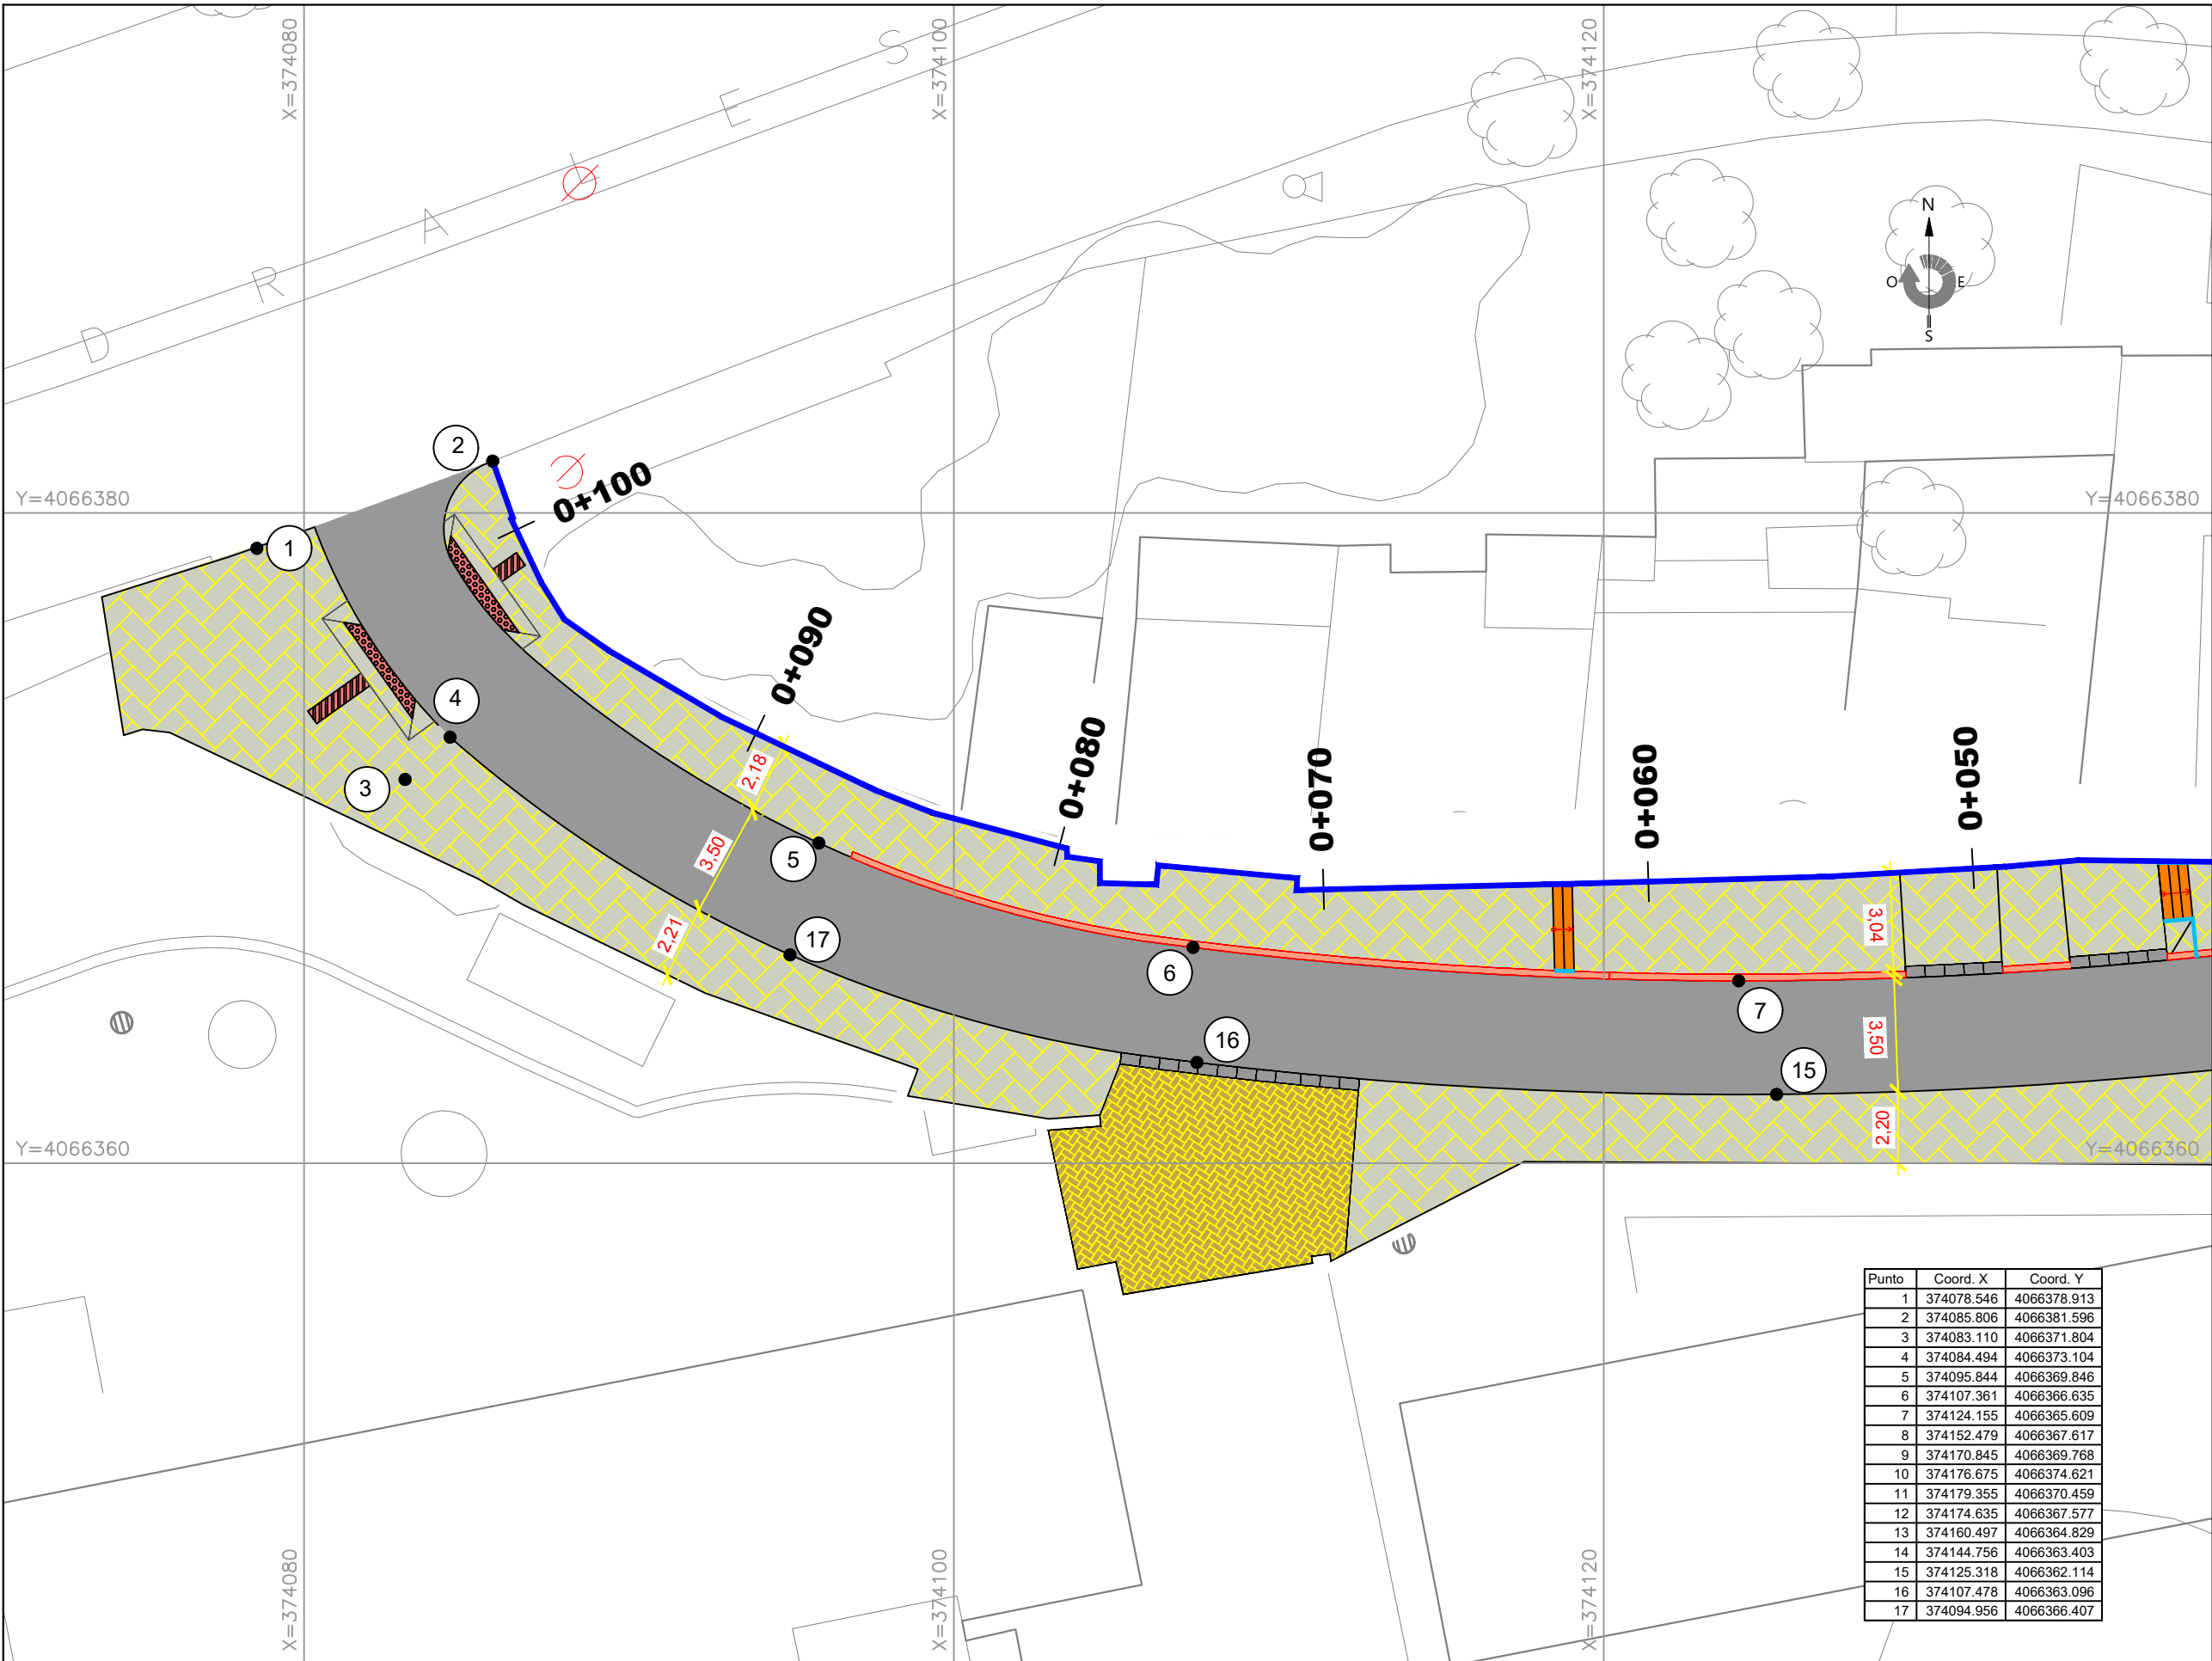 X=374080
X=374100
X=374120
D R A L E S
N
O E
S
2
0+100
Y=4066380
Y=4066380
1
4
3
0+090
2,18
3,50
2,21
5
17
0+080
0+070
0+060
0+050
6
16
7
15
3,04
3,50
2,20
Y=4066360
Y=4066360
Punto Coord. X Coord. Y
1 374078.546 4066378.913
2 374085.806 4066381.596
3 374083.110 4066371.804
4 374084.494 4066373.104
5 374095.844 4066369.846
6 374107.361 4066366.635
7 374124.155 4066365.609
8 374152.479 4066367.617
9 374170.845 4066369.768
10 374176.675 4066374.621
11 374179.355 4066370.459
12 374174.635 4066367.577
13 374160.497 4066364.829
14 374144.756 4066363.403
15 374125.318 4066362.114
16 374107.478 4066363.096
17 374094.956 4066366.407
X=374080
X=374100
X=374120